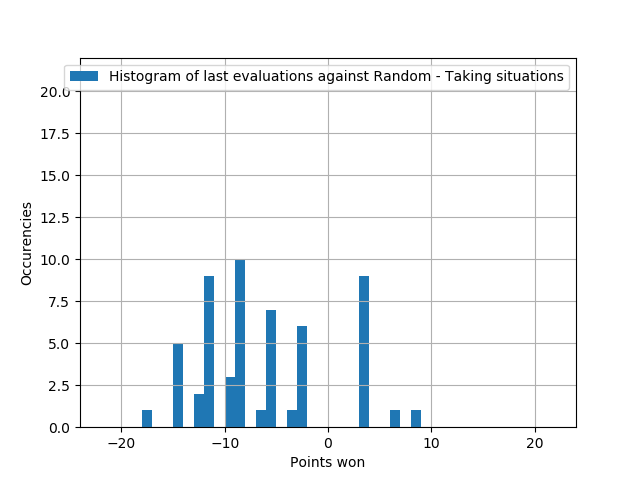 Histogram of last evaluations against Random - Taking situations
20.0
17.5
15.0
12.5
10.0
7.5
5.0
2.5
0.0
Occurencies
−20 −10 0 10 20
Points won